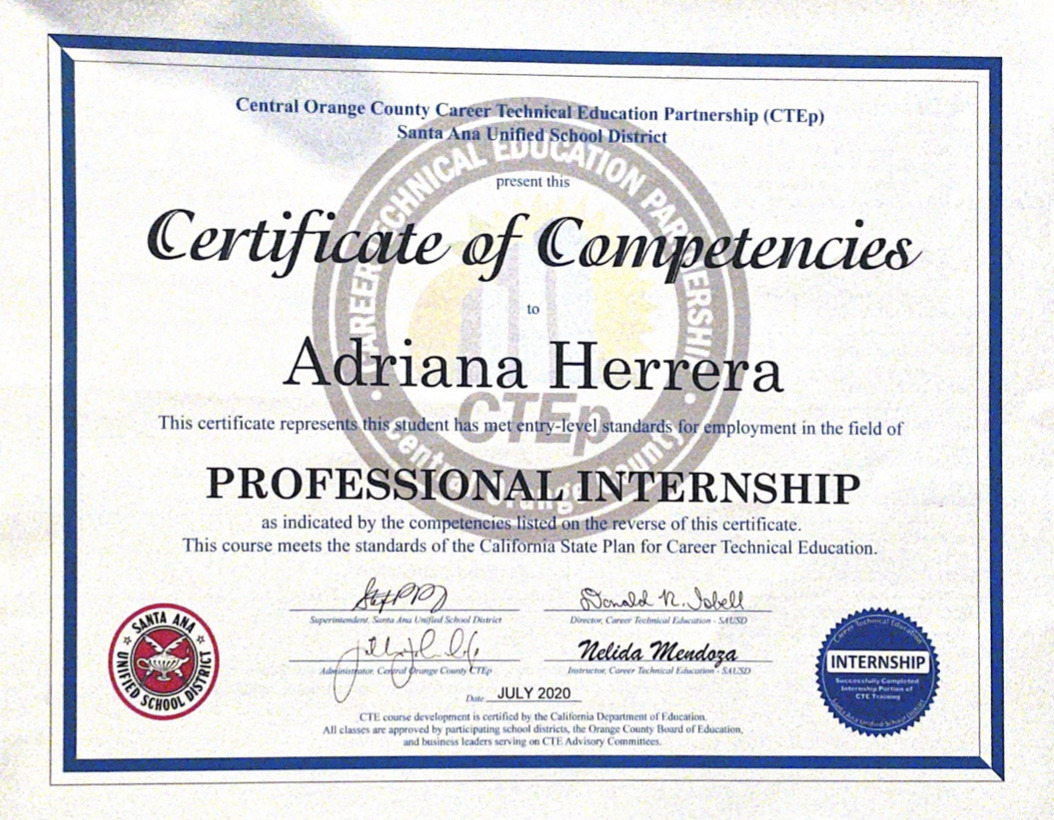 Central Orange County Career Technical Education Partnership (CTEp)
Santa Ana Unified School District
present this
Certificate of Competencies
to
Adriana Herrera
This certificate represents this student has met entry-level standards for employment in the field of
PROFESSIONAL INTERNSHIP
as indicated by the competencies listed on the reverse of this certificate.
This course meets the standards of the California State Plan for Career Technical Education.
Superintendent, Santa Ana Unified School District
Donald N. Isbell
Director, Career Technical Education - SAUSD
Administrator, Central Orange County CTEp
Nelida Mendoza
Instructor, Career Technical Education - SAUSD
Date JULY 2020
CTE course development is certified by the California Department of Education.
All classes are approved by participating school districts, the Orange County Board of Education,
and business leaders serving on CTE Advisory Committees.
SANTA ANA
UNIFIED SCHOOL DISTRICT
Career Technical Education
INTERNSHIP
Successfully Completed
Internship Portion of
CTE Training
Santa Ana Unified School District
CAREER TECHNICAL EDUCATION PARTNERSHIP
CTEp
Central Orange County